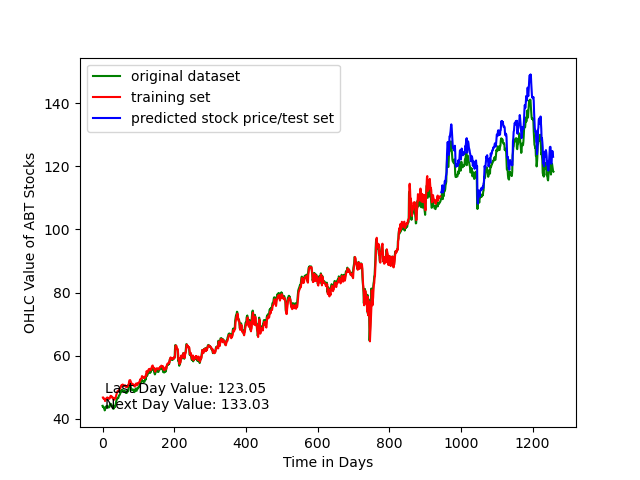 original dataset
training set
predicted stock price/test set
140
120
100
80
60
40
OHLC Value of ABT Stocks
Last Day Value: 123.05
Next Day Value: 133.03
0 200 400 600 800 1000 1200
Time in Days